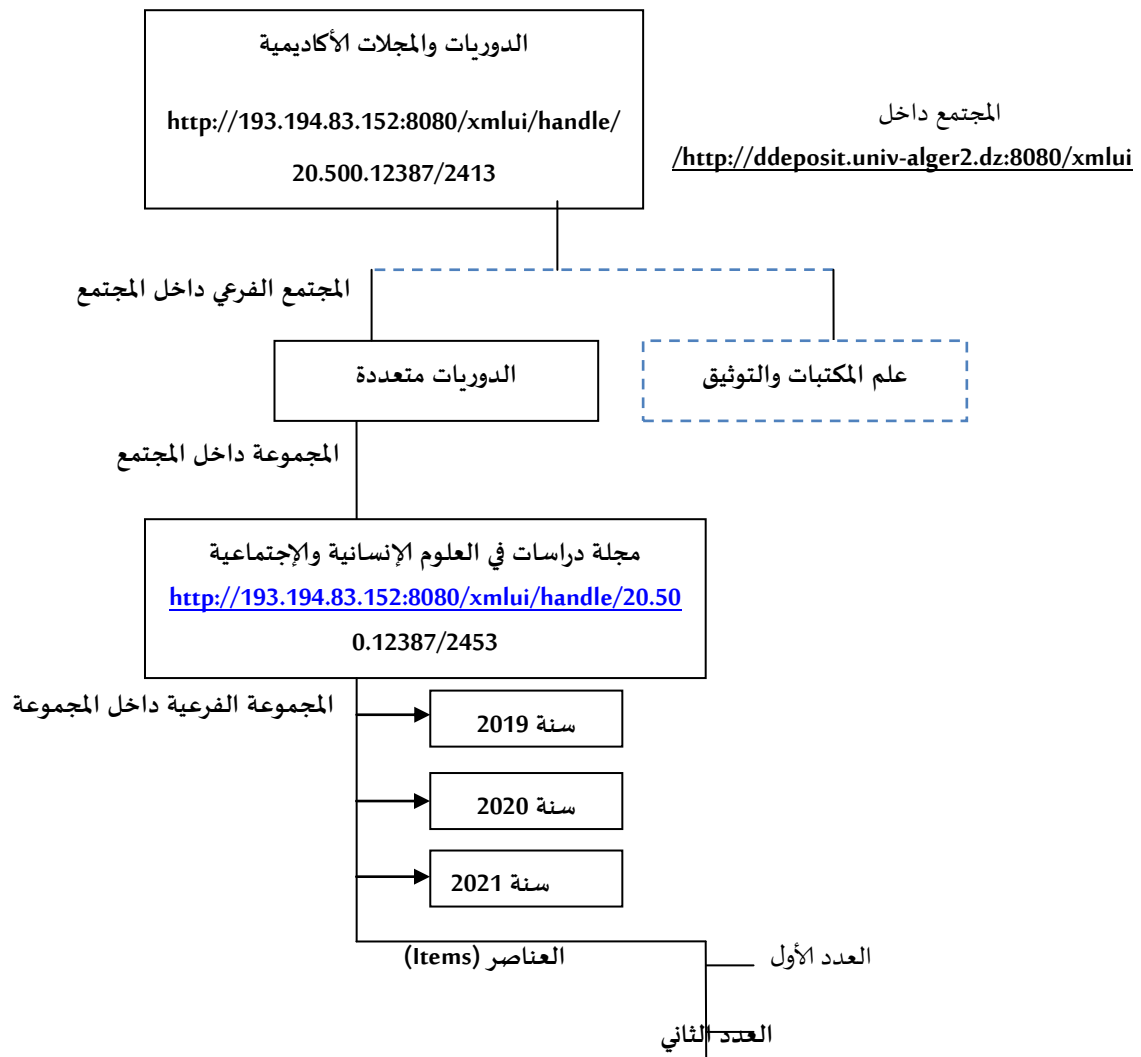 الدوريات والمجلات الأكاديمية
http://193.194.83.152:8080/xmlui/handle/
20.500.12387/2413
المجتمع داخل
/http://ddeposit.univ-alger2.dz:8080/xmlui
المجتمع الفرعي داخل المجتمع
الدوريات متعددة
علم المكتبات والتوثيق
المجموعة داخل المجتمع
مجلة دراسات في العلوم الإنسانية والإجتماعية
http://193.194.83.152:8080/xmlui/handle/20.50
0.12387/2453
المجموعة الفرعية داخل المجموعة
سنة 2019
سنة 2020
سنة 2021
العناصر (Items)
العدد الأول
العدد الثاني